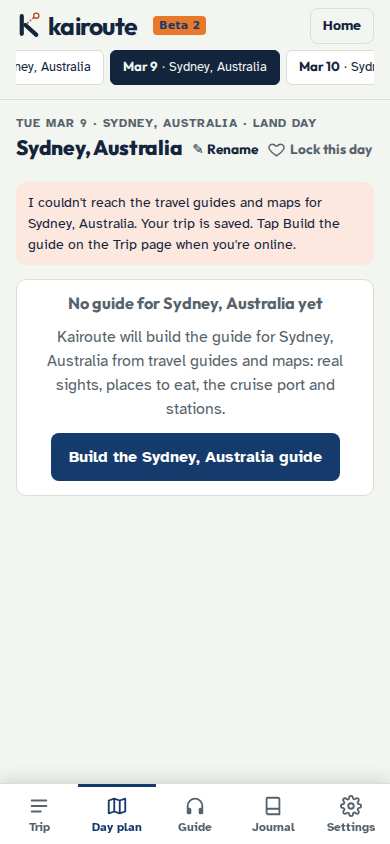 kairoute
Beta 2
Home
ney, Australia
Mar 9 · Sydney, Australia
Mar 10 ·
TUE MAR 9 · SYDNEY, AUSTRALIA · LAND DAY
Sydney, Australia ✎ Rename Lock this day
I couldn't reach the travel guides and maps for
Sydney, Australia. Your trip is saved. Tap Build the
guide on the Trip page when you're online.
No guide for Sydney, Australia yet
Kairoute will build the guide for Sydney,
Australia from travel guides and maps: real
sights, places to eat, the cruise port and
stations.
Build the Sydney, Australia guide
Trip
Day plan
Guide
Journal
Settings